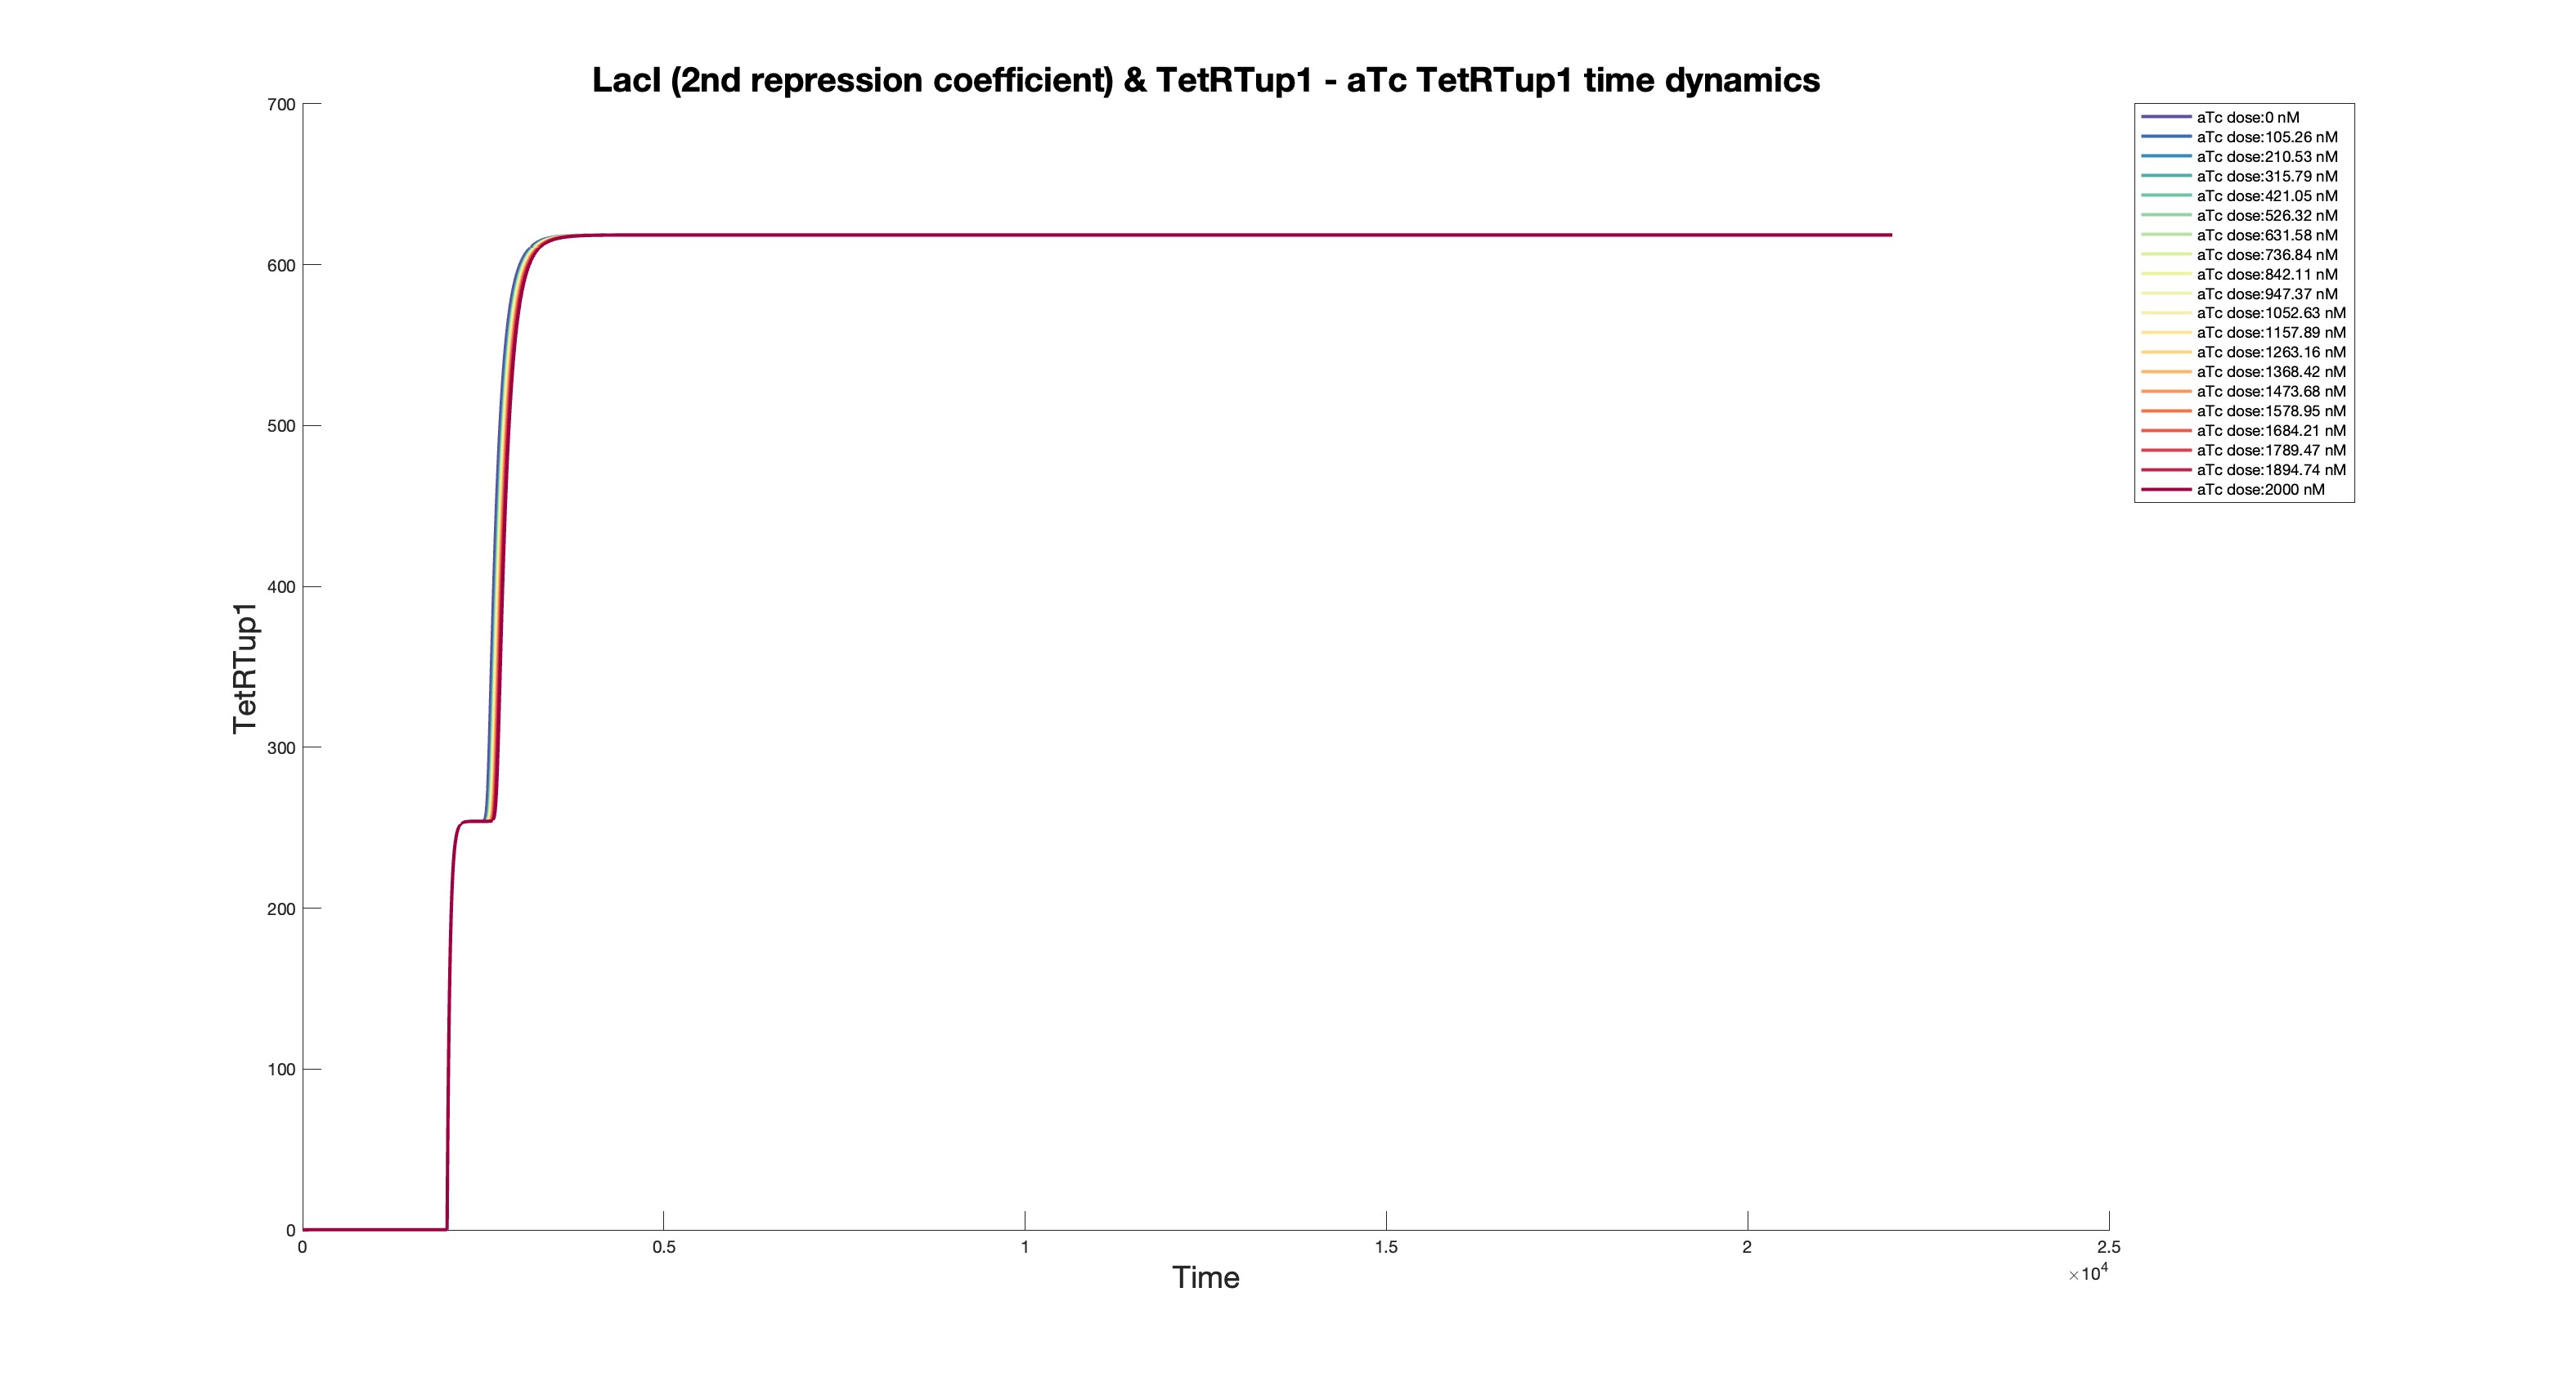 LacI (2nd repression coefficient) & TetRTup1 - aTc TetRTup1 time dynamics
700
600
500
400
300
200
100
0
TetRTup1
0 0.5 1 1.5 2 2.5
×10⁴
Time
aTc dose:0 nM
aTc dose:105.26 nM
aTc dose:210.53 nM
aTc dose:315.79 nM
aTc dose:421.05 nM
aTc dose:526.32 nM
aTc dose:631.58 nM
aTc dose:736.84 nM
aTc dose:842.11 nM
aTc dose:947.37 nM
aTc dose:1052.63 nM
aTc dose:1157.89 nM
aTc dose:1263.16 nM
aTc dose:1368.42 nM
aTc dose:1473.68 nM
aTc dose:1578.95 nM
aTc dose:1684.21 nM
aTc dose:1789.47 nM
aTc dose:1894.74 nM
aTc dose:2000 nM